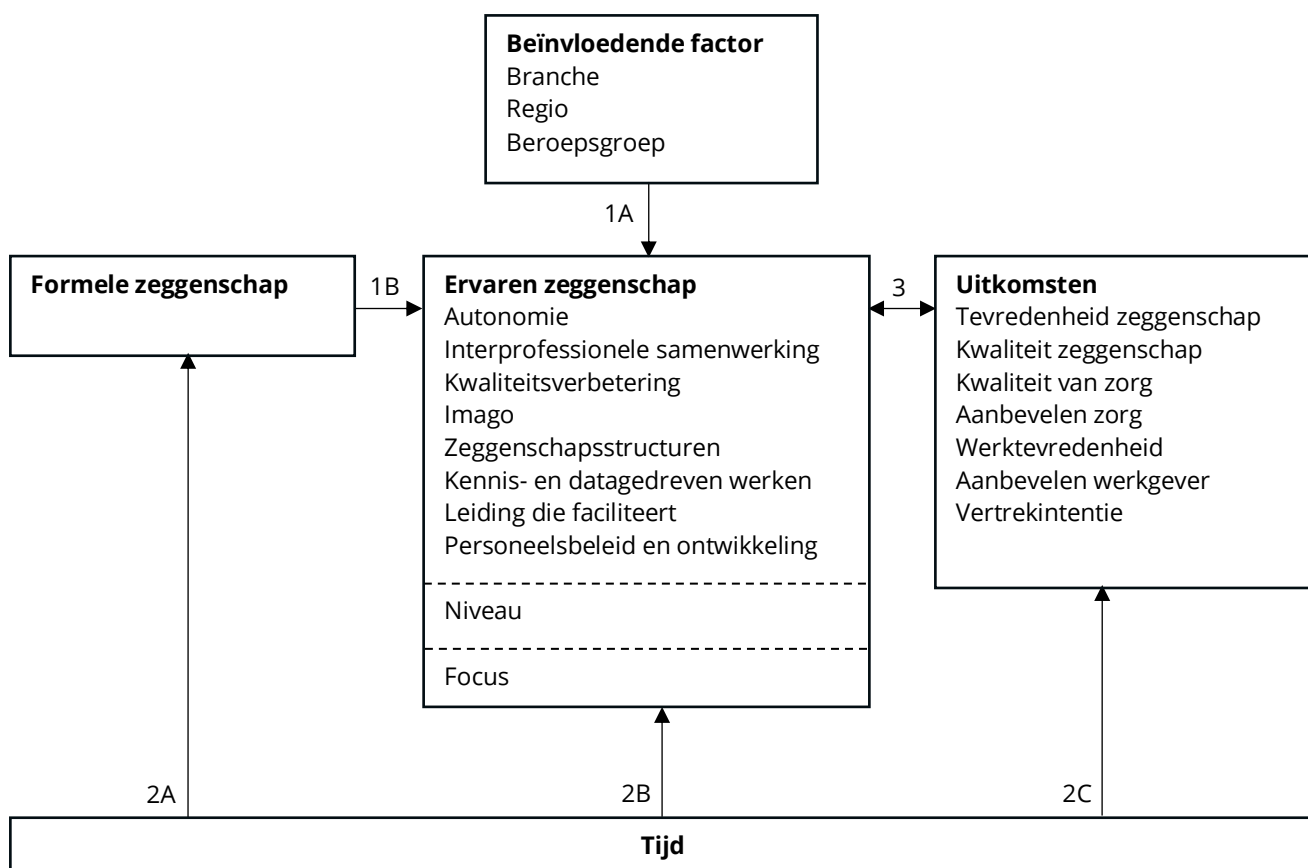 Beïnvloedende factor
Branche
Regio
Beroepsgroep
1A
Formele zeggenschap
1B
Ervaren zeggenschap
Autonomie
Interprofessionele samenwerking
Kwaliteitsverbetering
Imago
Zeggenschapsstructuren
Kennis- en datagedreven werken
Leiding die faciliteert
Personeelsbeleid en ontwikkeling
Niveau
Focus
3
Uitkomsten
Tevredenheid zeggenschap
Kwaliteit zeggenschap
Kwaliteit van zorg
Aanbevelen zorg
Werktevredenheid
Aanbevelen werkgever
Vertrekintentie
2A
2B
2C
Tijd